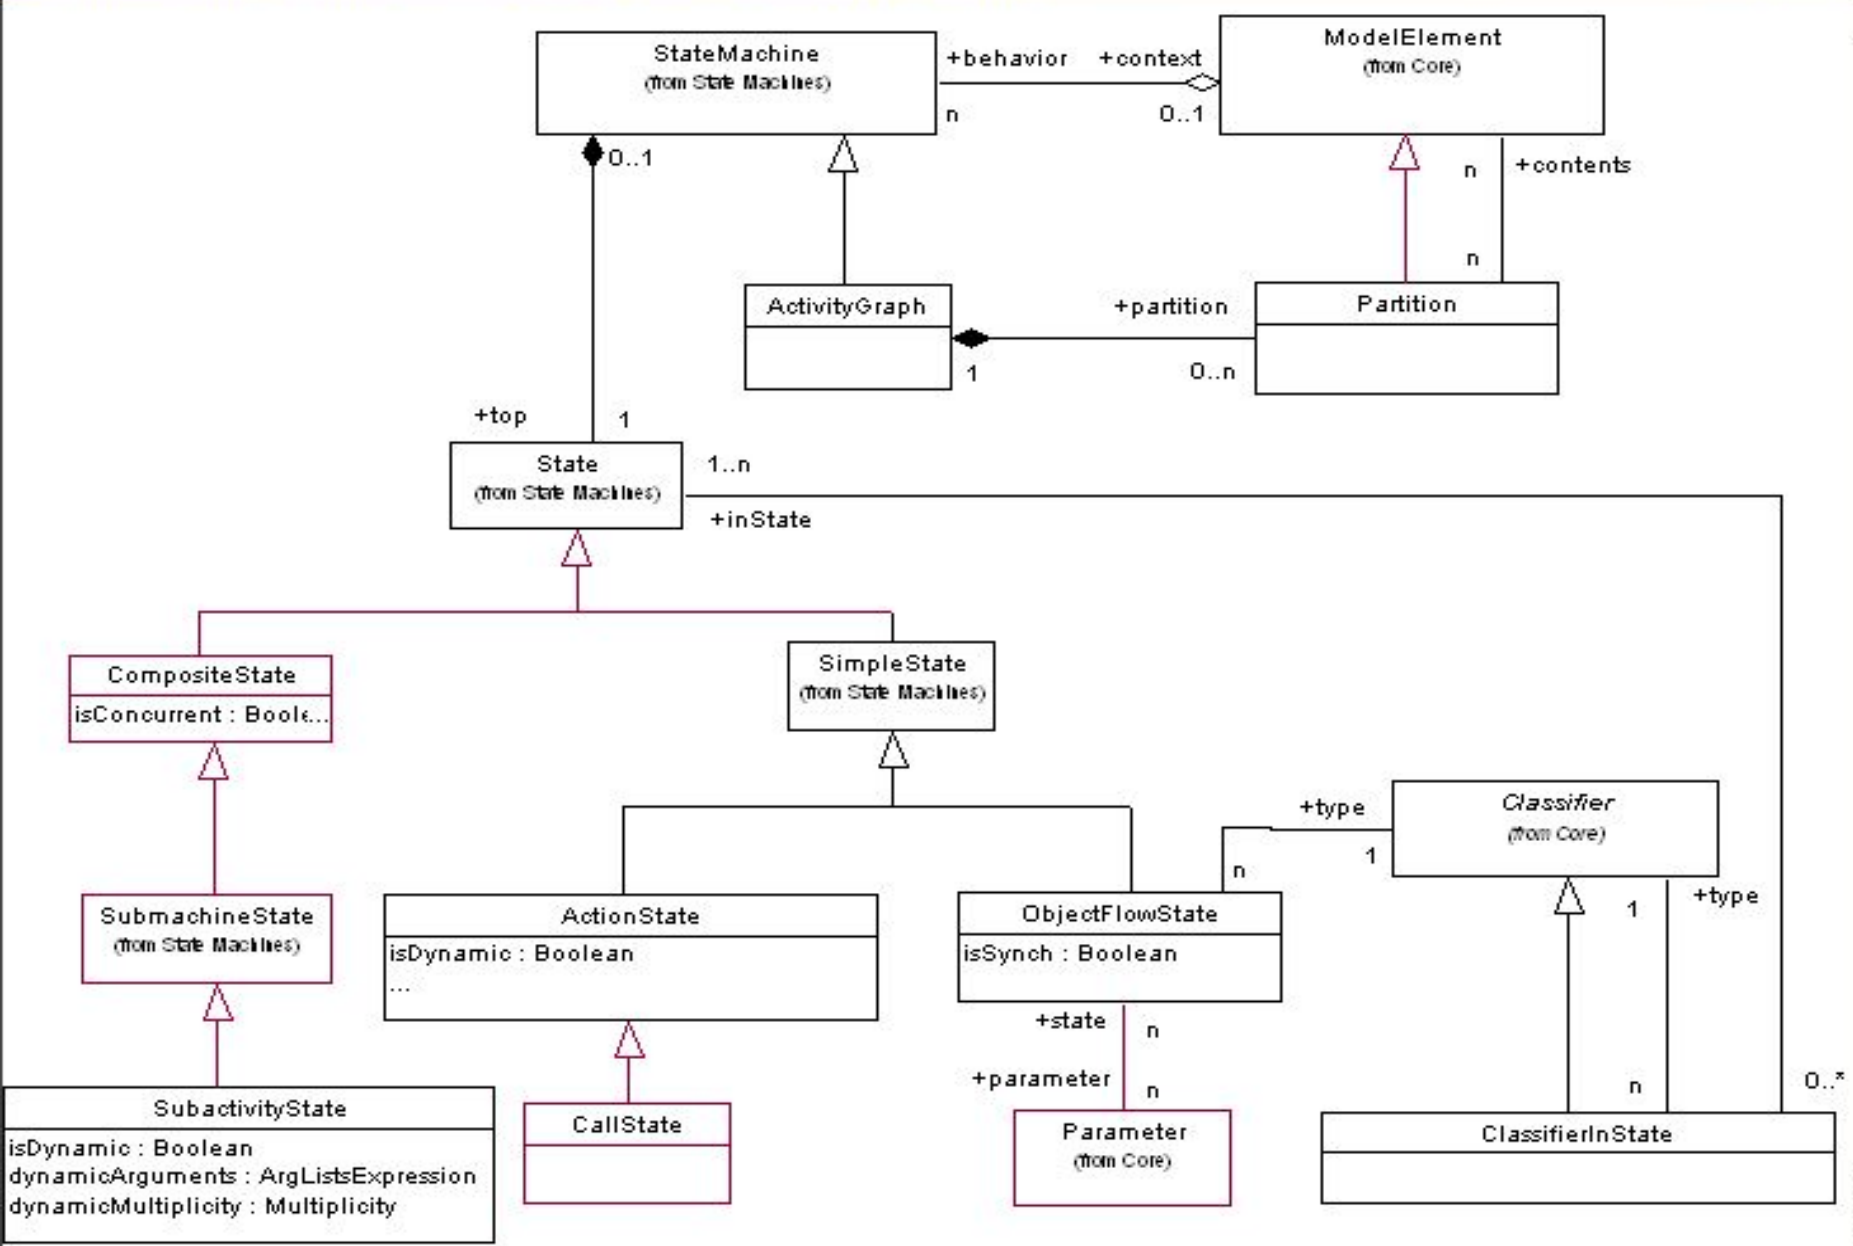 StateMachine
(from State Machines)
+behavior
+context
n
0..1
ModelElement
(from Core)
0..1
n
+contents
n
ActivityGraph
+partition
1
0..n
Partition
+top
1
State
(from State Machines)
1..n
+inState
CompositeState
isConcurrent : Boole...
SimpleState
(from State Machines)
+type
1
n
Classifier
(from Core)
1
+type
SubmachineState
(from State Machines)
ActionState
isDynamic : Boolean
...
ObjectFlowState
isSynch : Boolean
+state
n
+parameter
n
n
0..*
SubactivityState
isDynamic : Boolean
dynamicArguments : ArgListsExpression
dynamicMultiplicity : Multiplicity
CallState
Parameter
(from Core)
ClassifierInState